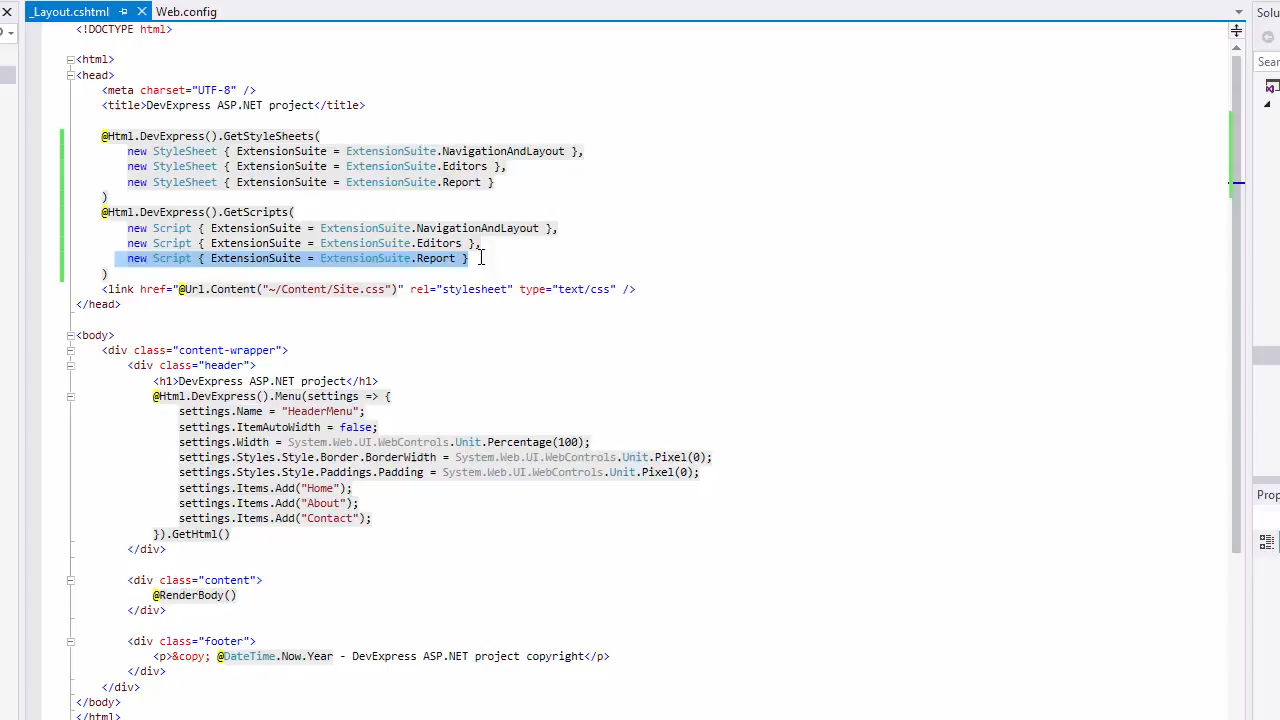 _Layout.cshtml
Web.config
<!DOCTYPE html>
<html>
<head>
<meta charset="UTF-8" />
<title>DevExpress ASP.NET project</title>
@Html.DevExpress().GetStyleSheets(
new StyleSheet { ExtensionSuite = ExtensionSuite.NavigationAndLayout },
new StyleSheet { ExtensionSuite = ExtensionSuite.Editors },
new StyleSheet { ExtensionSuite = ExtensionSuite.Report }
)
@Html.DevExpress().GetScripts(
new Script { ExtensionSuite = ExtensionSuite.NavigationAndLayout },
new Script { ExtensionSuite = ExtensionSuite.Editors },
new Script { ExtensionSuite = ExtensionSuite.Report }
)
<link href="@Url.Content("~/Content/Site.css")" rel="stylesheet" type="text/css" />
</head>
<body>
<div class="content-wrapper">
<div class="header">
<h1>DevExpress ASP.NET project</h1>
@Html.DevExpress().Menu(settings => {
settings.Name = "HeaderMenu";
settings.ItemAutoWidth = false;
settings.Width = System.Web.UI.WebControls.Unit.Percentage(100);
settings.Styles.Style.Border.BorderWidth = System.Web.UI.WebControls.Unit.Pixel(0);
settings.Styles.Style.Paddings.Padding = System.Web.UI.WebControls.Unit.Pixel(0);
settings.Items.Add("Home");
settings.Items.Add("About");
settings.Items.Add("Contact");
}).GetHtml()
</div>
<div class="content">
@RenderBody()
</div>
<div class="footer">
<p>&copy; @DateTime.Now.Year - DevExpress ASP.NET project copyright</p>
</div>
</div>
</body>
</html>
Solu
Sear
Prop